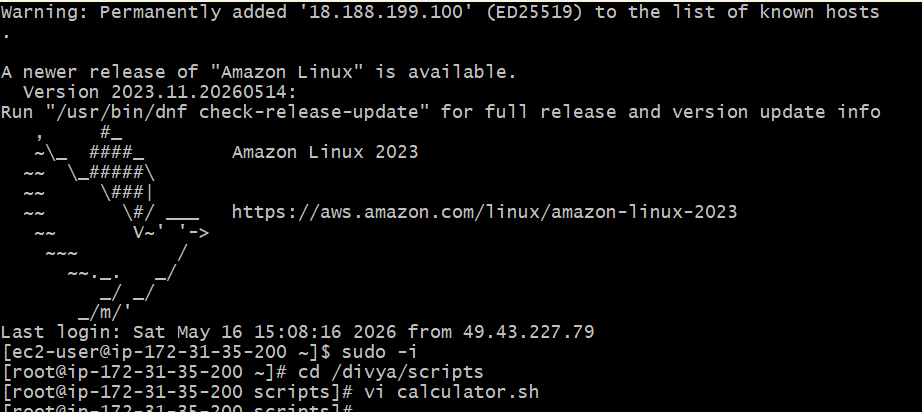 Warning: Permanently added '18.188.199.100' (ED25519) to the list of known hosts
.
A newer release of "Amazon Linux" is available.
  Version 2023.11.20260514:
Run "/usr/bin/dnf check-release-update" for full release and version update info
   ,     #_
   ~\_  ####_        Amazon Linux 2023
  ~~  \_#####\
  ~~     \###|
  ~~       \#/ ___   https://aws.amazon.com/linux/amazon-linux-2023
   ~~       V~' '->
    ~~~         /
      ~~._.   _/
         _/ _/
       _/m/'
Last login: Sat May 16 15:08:16 2026 from 49.43.227.79
[ec2-user@ip-172-31-35-200 ~]$ sudo -i
[root@ip-172-31-35-200 ~]# cd /divya/scripts
[root@ip-172-31-35-200 scripts]# vi calculator.sh
[root@ip-172-31-35-200 scripts]#